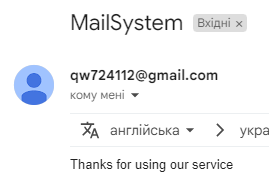 MailSystem Вхідні ×
qw724112@gmail.com
кому мені
англійська > укра
Thanks for using our service